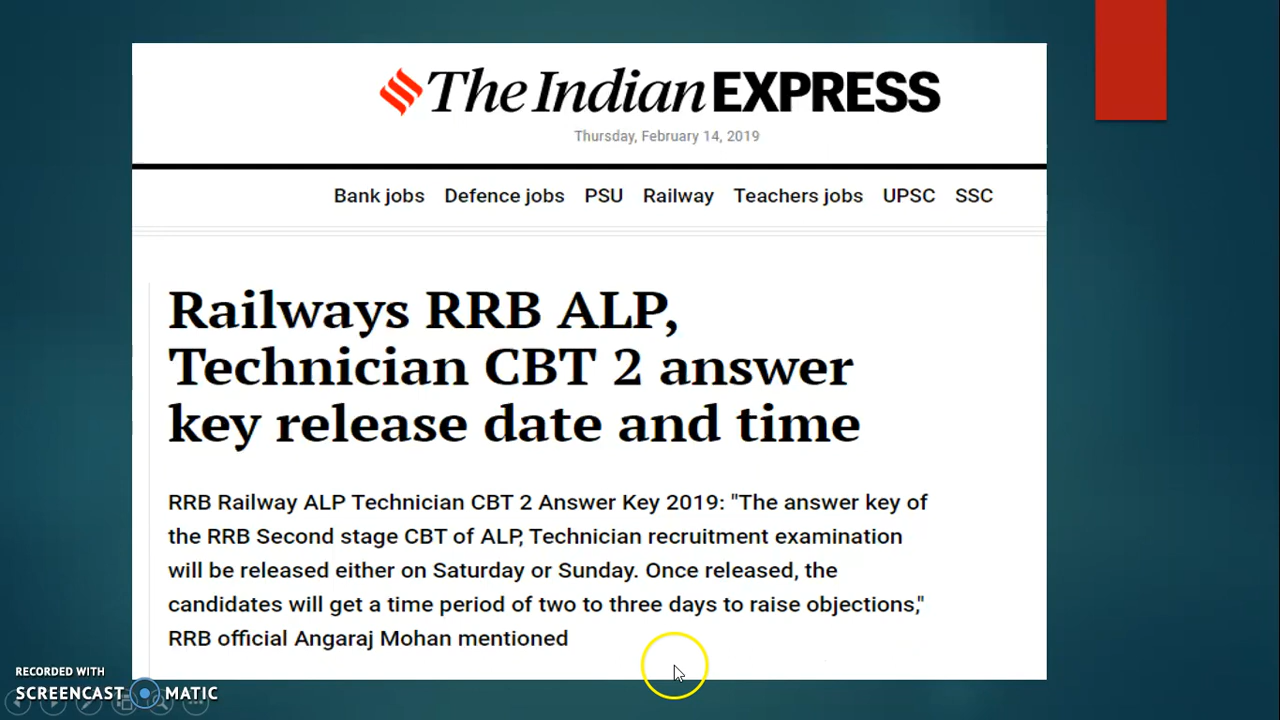 The Indian EXPRESS
Thursday, February 14, 2019
Bank jobs Defence jobs PSU Railway Teachers jobs UPSC SSC
Railways RRB ALP,
Technician CBT 2 answer
key release date and time
RRB Railway ALP Technician CBT 2 Answer Key 2019: "The answer key of
the RRB Second stage CBT of ALP, Technician recruitment examination
will be released either on Saturday or Sunday. Once released, the
candidates will get a time period of two to three days to raise objections,"
RRB official Angaraj Mohan mentioned
RECORDED WITH
SCREENCAST MATIC